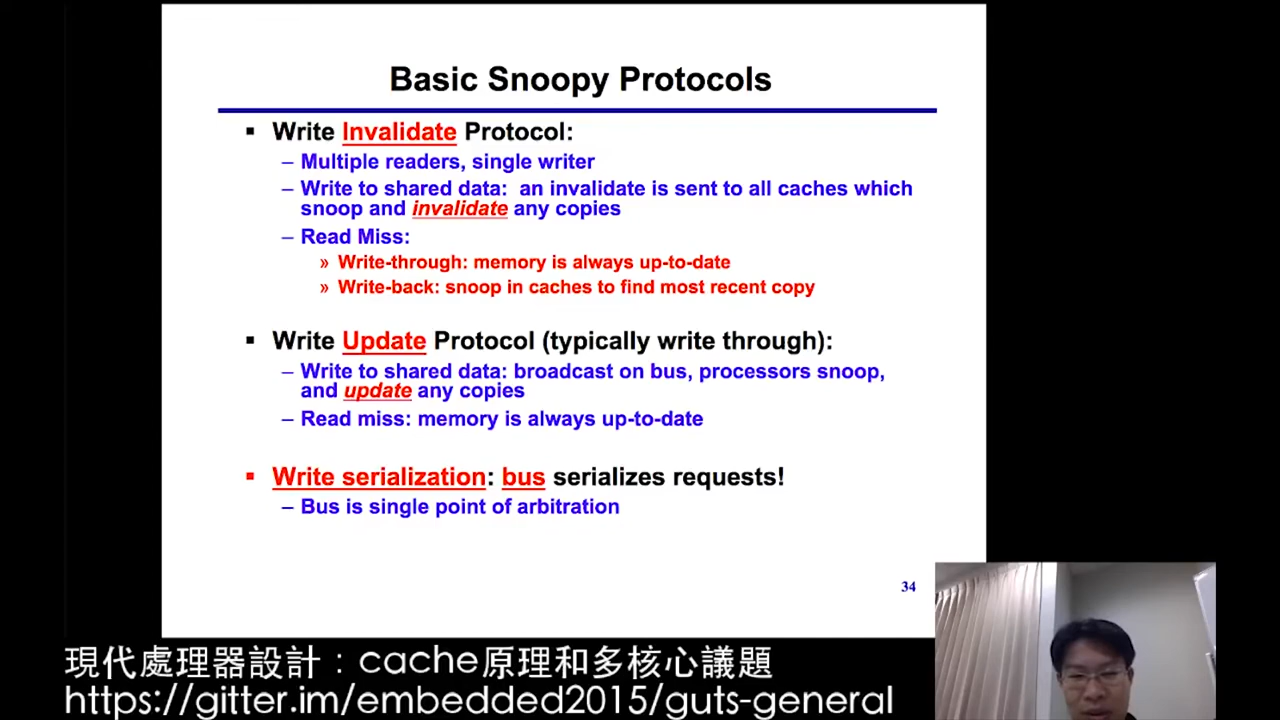 Basic Snoopy Protocols
▪ Write Invalidate Protocol:
– Multiple readers, single writer
– Write to shared data:  an invalidate is sent to all caches which
snoop and invalidate any copies
– Read Miss:
» Write-through: memory is always up-to-date
» Write-back: snoop in caches to find most recent copy
▪ Write Update Protocol (typically write through):
– Write to shared data: broadcast on bus, processors snoop,
and update any copies
– Read miss: memory is always up-to-date
▪ Write serialization: bus serializes requests!
– Bus is single point of arbitration
34
現代處理器設計：cache原理和多核心議題
https://gitter.im/embedded2015/guts-general